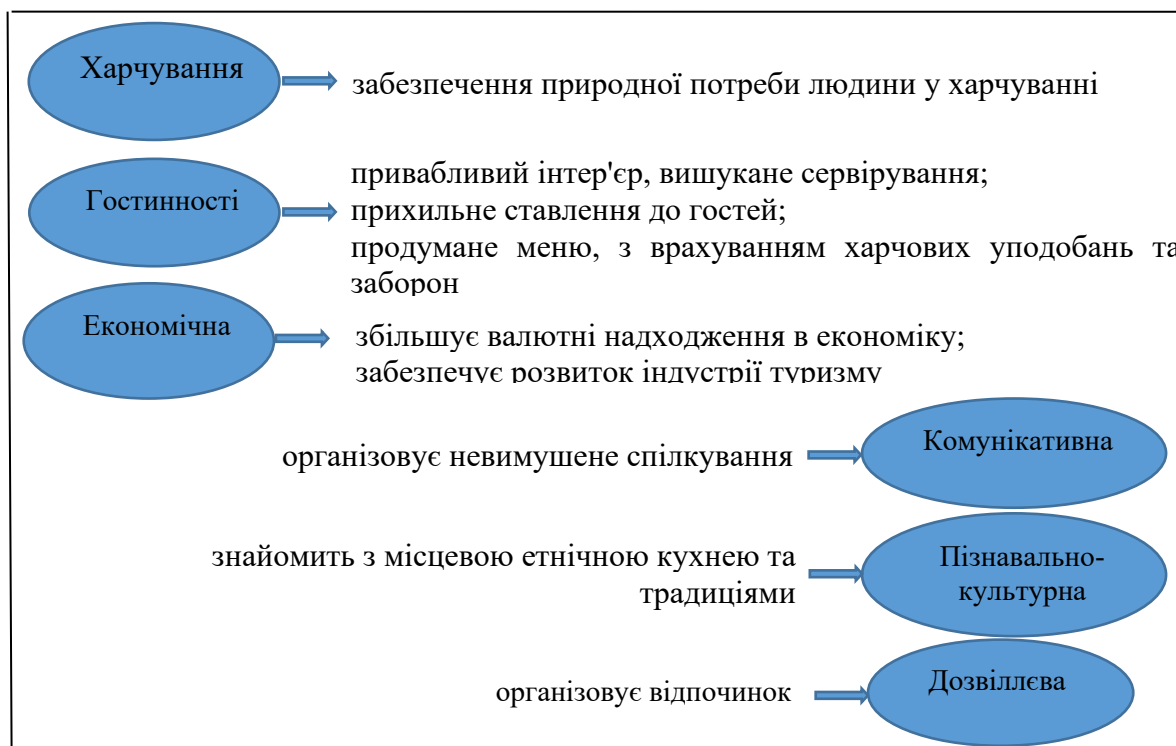 Харчування
забезпечення природної потреби людини у харчуванні
Гостинності
привабливий інтер'єр, вишукане сервірування;
прихильне ставлення до гостей;
продумане меню, з врахуванням харчових уподобань та
заборон
Економічна
збільшує валютні надходження в економіку;
забезпечує розвиток індустрії туризму
організовує невимушене спілкування
Комунікативна
знайомить з місцевою етнічною кухнею та
традиціями
Пізнавально-
культурна
організовує відпочинок
Дозвіллєва